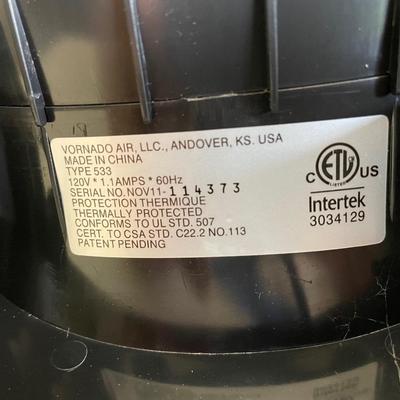 VORNADO AIR, LLC., ANDOVER, KS. USA
MADE IN CHINA
TYPE 533
120V * 1.1AMPS * 60Hz
SERIAL NO. NOV11-114373
PROTECTION THERMIQUE
THERMALLY PROTECTED
CONFORMS TO UL STD. 507
CERT. TO CSA STD. C22.2 NO.113
PATENT PENDING
C ETL US
Intertek
3034129